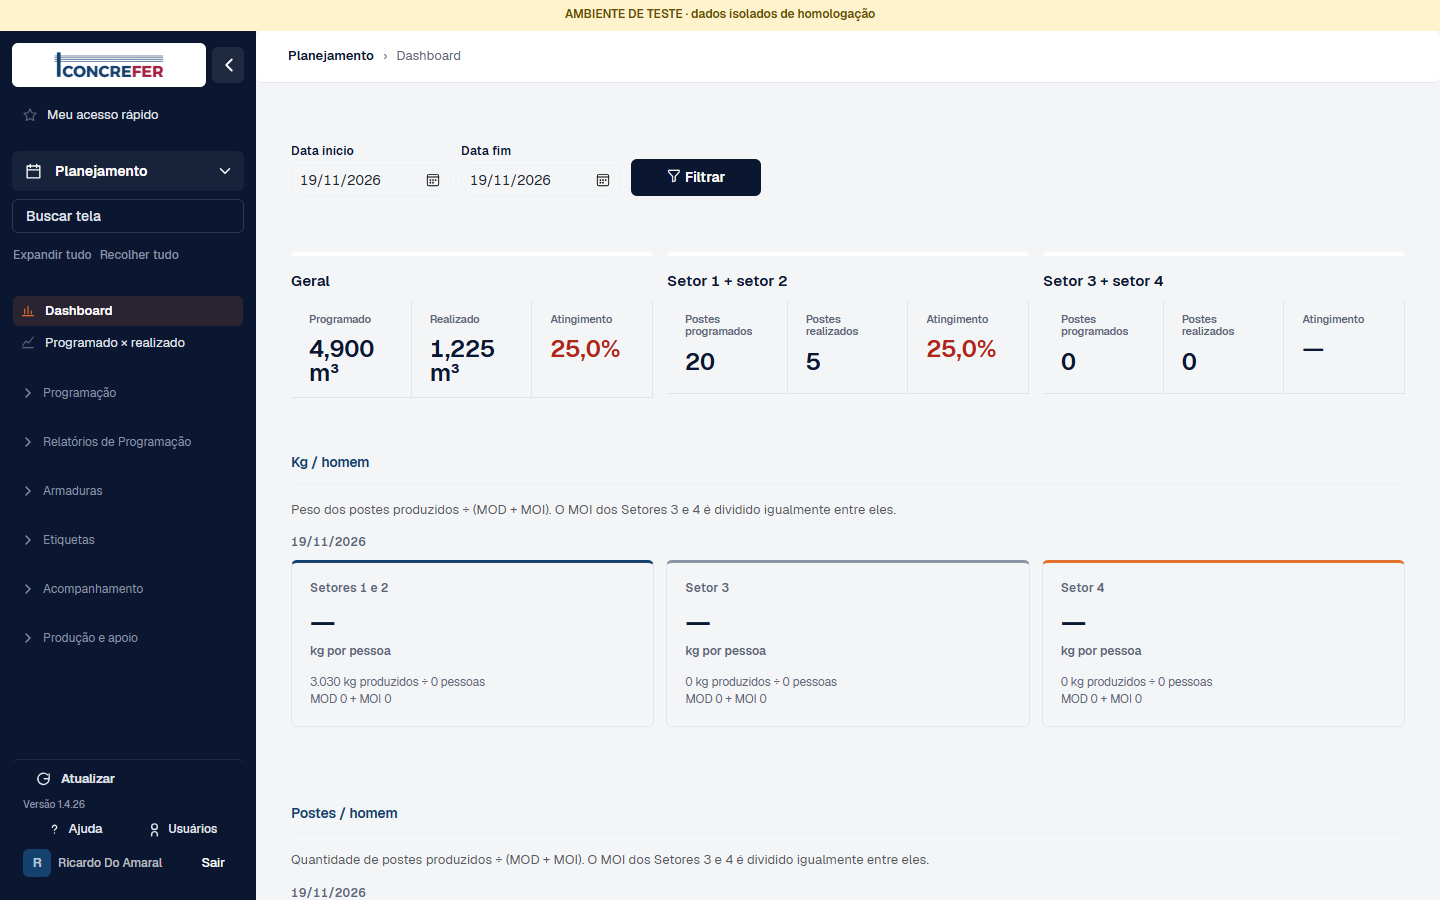 AMBIENTE DE TESTE · dados isolados de homologação
CONCREFER
Meu acesso rápido
Planejamento
Buscar tela
Expandir tudo Recolher tudo
Dashboard
Programado × realizado
Programação
Relatórios de Programação
Armaduras
Etiquetas
Acompanhamento
Produção e apoio
Atualizar
Versão 1.4.26
? Ajuda
Usuários
R Ricardo Do Amaral Sair
Planejamento › Dashboard
Data início
19/11/2026
Data fim
19/11/2026
Filtrar
Geral
Programado
4,900
m³
Realizado
1,225
m³
Atingimento
25,0%
Setor 1 + setor 2
Postes
programados
20
Postes
realizados
5
Atingimento
25,0%
Setor 3 + setor 4
Postes
programados
0
Postes
realizados
0
Atingimento
—
Kg / homem
Peso dos postes produzidos ÷ (MOD + MOI). O MOI dos Setores 3 e 4 é dividido igualmente entre eles.
19/11/2026
Setores 1 e 2
—
kg por pessoa
3.030 kg produzidos ÷ 0 pessoas
MOD 0 + MOI 0
Setor 3
—
kg por pessoa
0 kg produzidos ÷ 0 pessoas
MOD 0 + MOI 0
Setor 4
—
kg por pessoa
0 kg produzidos ÷ 0 pessoas
MOD 0 + MOI 0
Postes / homem
Quantidade de postes produzidos ÷ (MOD + MOI). O MOI dos Setores 3 e 4 é dividido igualmente entre eles.
19/11/2026